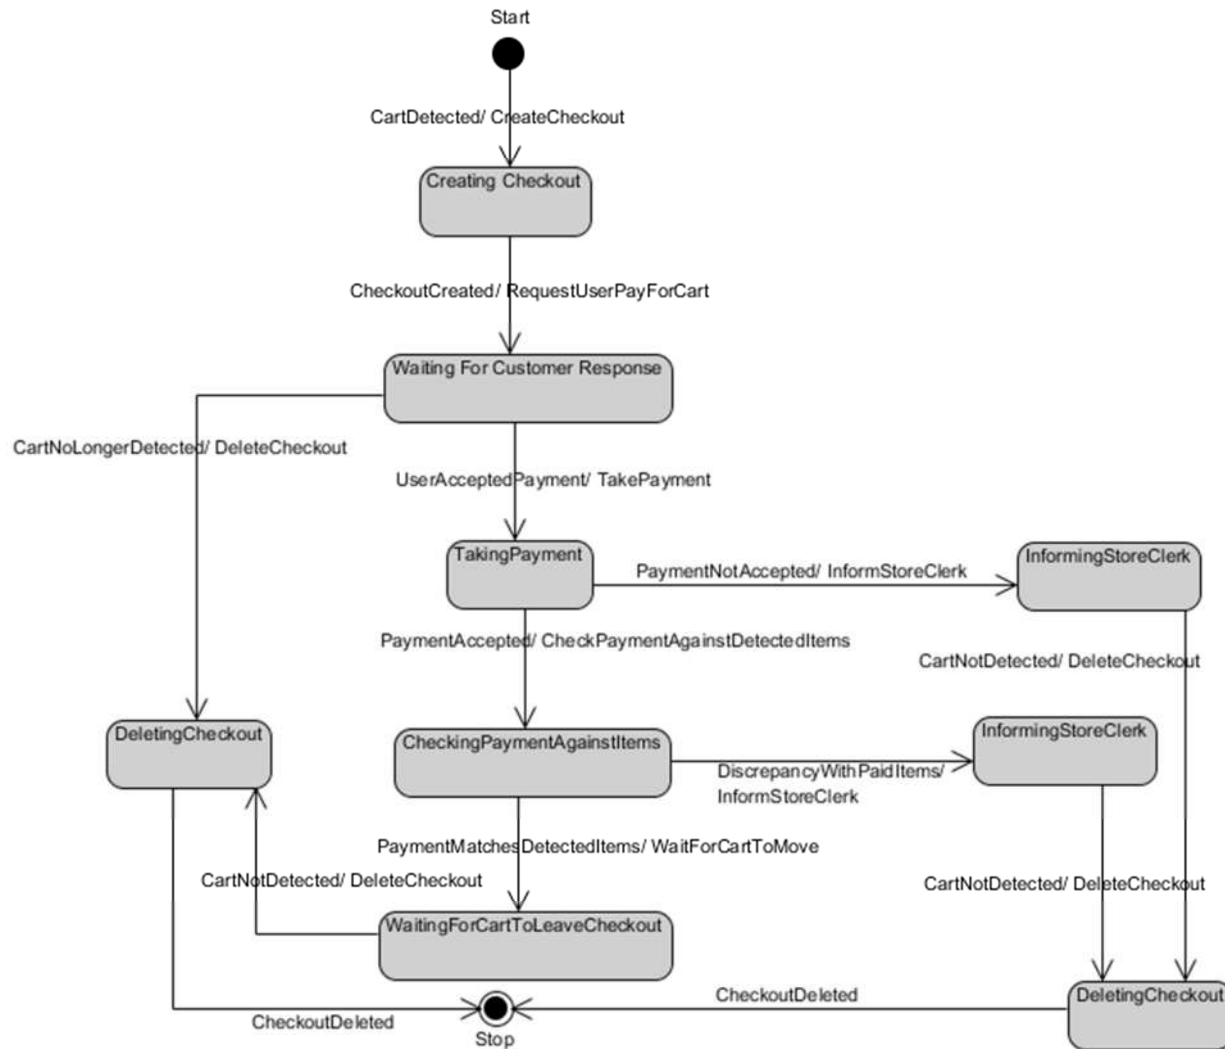 Start
CartDetected/ CreateCheckout
Creating Checkout
CheckoutCreated/ RequestUserPayForCart
Waiting For Customer Response
CartNoLongerDetected/ DeleteCheckout
UserAcceptedPayment/ TakePayment
TakingPayment
PaymentNotAccepted/ InformStoreClerk
InformingStoreClerk
PaymentAccepted/ CheckPaymentAgainstDetectedItems
CartNotDetected/ DeleteCheckout
DeletingCheckout
CheckingPaymentAgainstItems
DiscrepancyWithPaidItems/
InformStoreClerk
InformingStoreClerk
PaymentMatchesDetectedItems/ WaitForCartToMove
CartNotDetected/ DeleteCheckout
CartNotDetected/ DeleteCheckout
WaitingForCartToLeaveCheckout
DeletingCheckout
CheckoutDeleted
CheckoutDeleted
Stop